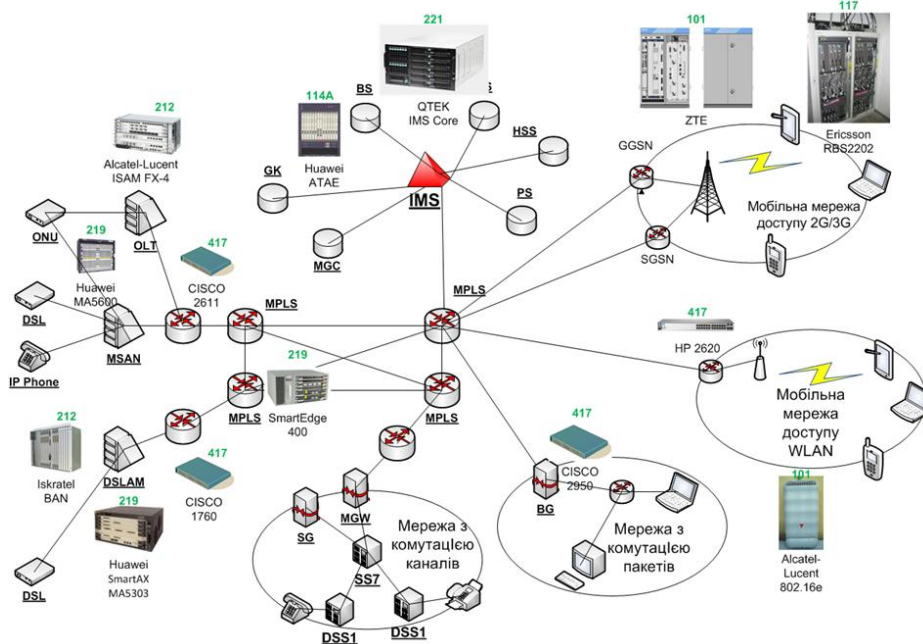 221
QTEK
IMS Core
114A
Huawei
ATAE
BS
S
HSS
GK
IMS
PS
MGC
101
ZTE
117
Ericsson
RBS2202
GGSN
SGSN
Мобільна мережа
доступу 2G/3G
212
Alcatel-Lucent
ISAM FX-4
ONU
OLT
219
Huawei
MA5600
417
CISCO
2611
DSL
IP Phone
MSAN
MPLS
MPLS
MPLS
MPLS
219
SmartEdge
400
417
HP 2620
Мобільна
мережа
доступу
WLAN
212
Iskratel
BAN
DSLAM
417
CISCO
1760
219
Huawei
SmartAX
MA5303
DSL
SG
MGW
Мережа з
комутацІєю
каналів
SS7
DSS1
DSS1
417
CISCO
2950
BG
Мережа з
комутацІєю
пакетів
101
Alcatel-
Lucent
802.16e